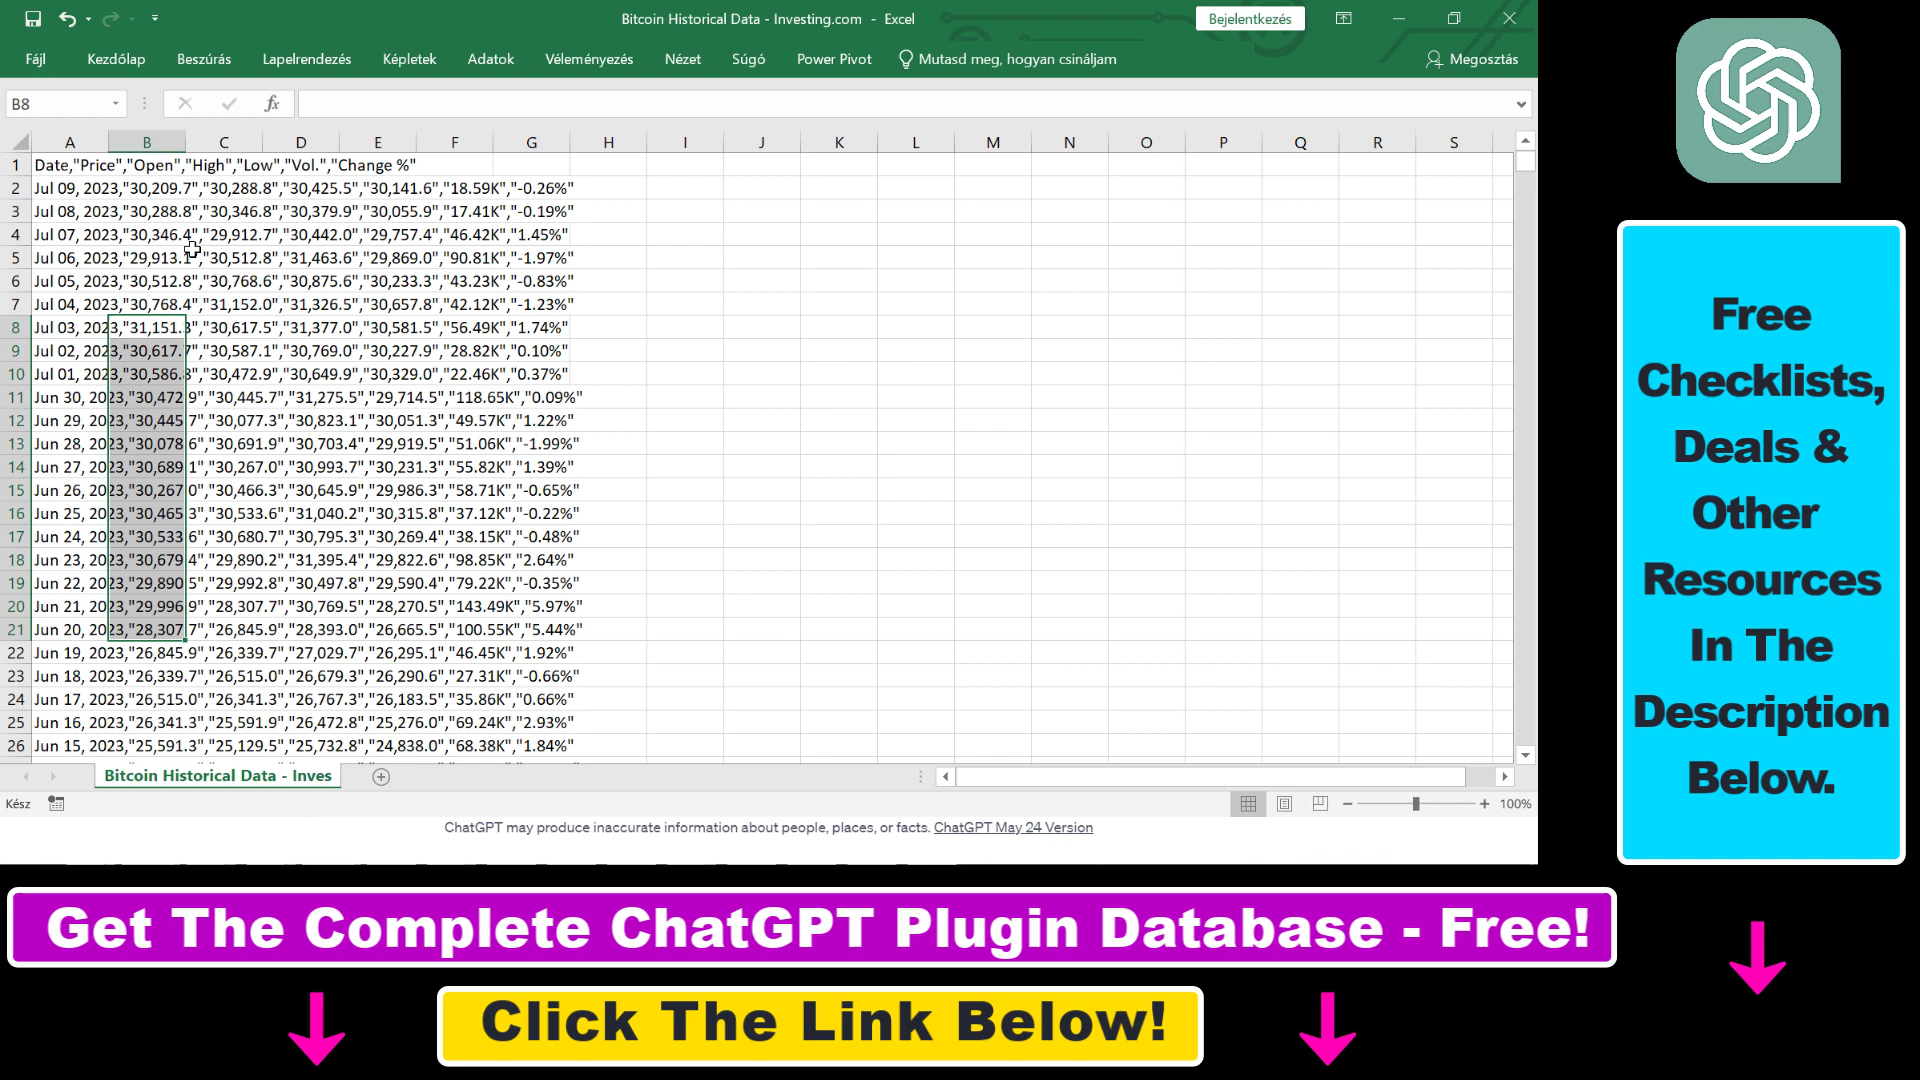 Bitcoin Historical Data - Investing.com - Excel
Bejelentkezés
Fájl Kezdőlap Beszúrás Lapelrendezés Képletek Adatok Véleményezés Nézet Súgó Power Pivot Mutasd meg, hogyan csináljam Megosztás
B8
fx
A B C D E F G H I J K L M N O P Q R S
1 Date,"Price","Open","High","Low","Vol.","Change %"
2 Jul 09, 2023,"30,209.7","30,288.8","30,425.5","30,141.6","18.59K","-0.26%"
3 Jul 08, 2023,"30,288.8","30,346.8","30,379.9","30,055.9","17.41K","-0.19%"
4 Jul 07, 2023,"30,346.4","29,912.7","30,442.0","29,757.4","46.42K","1.45%"
5 Jul 06, 2023,"29,913.1","30,512.8","31,463.6","29,869.0","90.81K","-1.97%"
6 Jul 05, 2023,"30,512.8","30,768.6","30,875.6","30,233.3","43.23K","-0.83%"
7 Jul 04, 2023,"30,768.4","31,152.0","31,326.5","30,657.8","42.12K","-1.23%"
8 Jul 03, 2023,"31,151.3","30,617.5","31,377.0","30,581.5","56.49K","1.74%"
9 Jul 02, 2023,"30,617.7","30,587.1","30,769.0","30,227.9","28.82K","0.10%"
10 Jul 01, 2023,"30,586.8","30,472.9","30,649.9","30,329.0","22.46K","0.37%"
11 Jun 30, 2023,"30,472.9","30,445.7","31,275.5","29,714.5","118.65K","0.09%"
12 Jun 29, 2023,"30,445.7","30,077.3","30,823.1","30,051.3","49.57K","1.22%"
13 Jun 28, 2023,"30,078.6","30,691.9","30,703.4","29,919.5","51.06K","-1.99%"
14 Jun 27, 2023,"30,689.1","30,267.0","30,993.7","30,231.3","55.82K","1.39%"
15 Jun 26, 2023,"30,267.0","30,466.3","30,645.9","29,986.3","58.71K","-0.65%"
16 Jun 25, 2023,"30,465.3","30,533.6","31,040.2","30,315.8","37.12K","-0.22%"
17 Jun 24, 2023,"30,533.6","30,680.7","30,795.3","30,269.4","38.15K","-0.48%"
18 Jun 23, 2023,"30,679.4","29,890.2","31,395.4","29,822.6","98.85K","2.64%"
19 Jun 22, 2023,"29,890.5","29,992.8","30,497.8","29,590.4","79.22K","-0.35%"
20 Jun 21, 2023,"29,996.9","28,307.7","30,769.5","28,270.5","143.49K","5.97%"
21 Jun 20, 2023,"28,307.7","26,845.9","28,393.0","26,665.5","100.55K","5.44%"
22 Jun 19, 2023,"26,845.9","26,339.7","27,029.7","26,295.1","46.45K","1.92%"
23 Jun 18, 2023,"26,339.7","26,515.0","26,679.3","26,290.6","27.31K","-0.66%"
24 Jun 17, 2023,"26,515.0","26,341.3","26,767.3","26,183.5","35.86K","0.66%"
25 Jun 16, 2023,"26,341.3","25,591.9","26,472.8","25,276.0","69.24K","2.93%"
26 Jun 15, 2023,"25,591.3","25,129.5","25,732.8","24,838.0","68.38K","1.84%"
Bitcoin Historical Data - Inves
Kész
100%
ChatGPT may produce inaccurate information about people, places, or facts. ChatGPT May 24 Version
Free
Checklists,
Deals &
Other
Resources
In The
Description
Below.
Get The Complete ChatGPT Plugin Database - Free!
Click The Link Below!